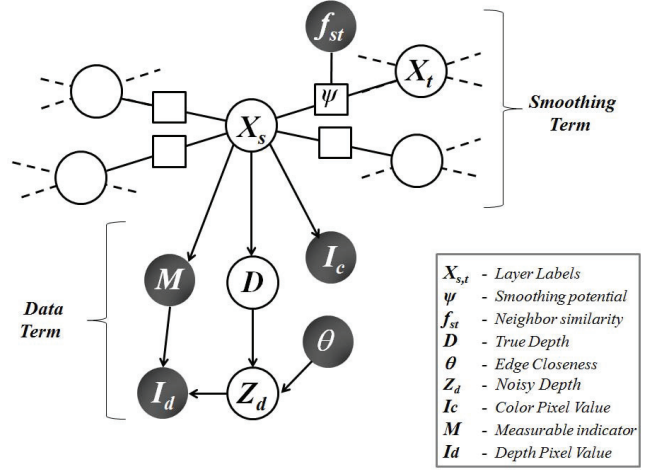 f_st
ψ
X_t
X_s
Smoothing
Term
M
D
I_c
Data
Term
θ
I_d
Z_d
X_s,t - Layer Labels
ψ - Smoothing potential
f_st - Neighbor similarity
D - True Depth
θ - Edge Closeness
Z_d - Noisy Depth
Ic - Color Pixel Value
M - Measurable indicator
Id - Depth Pixel Value